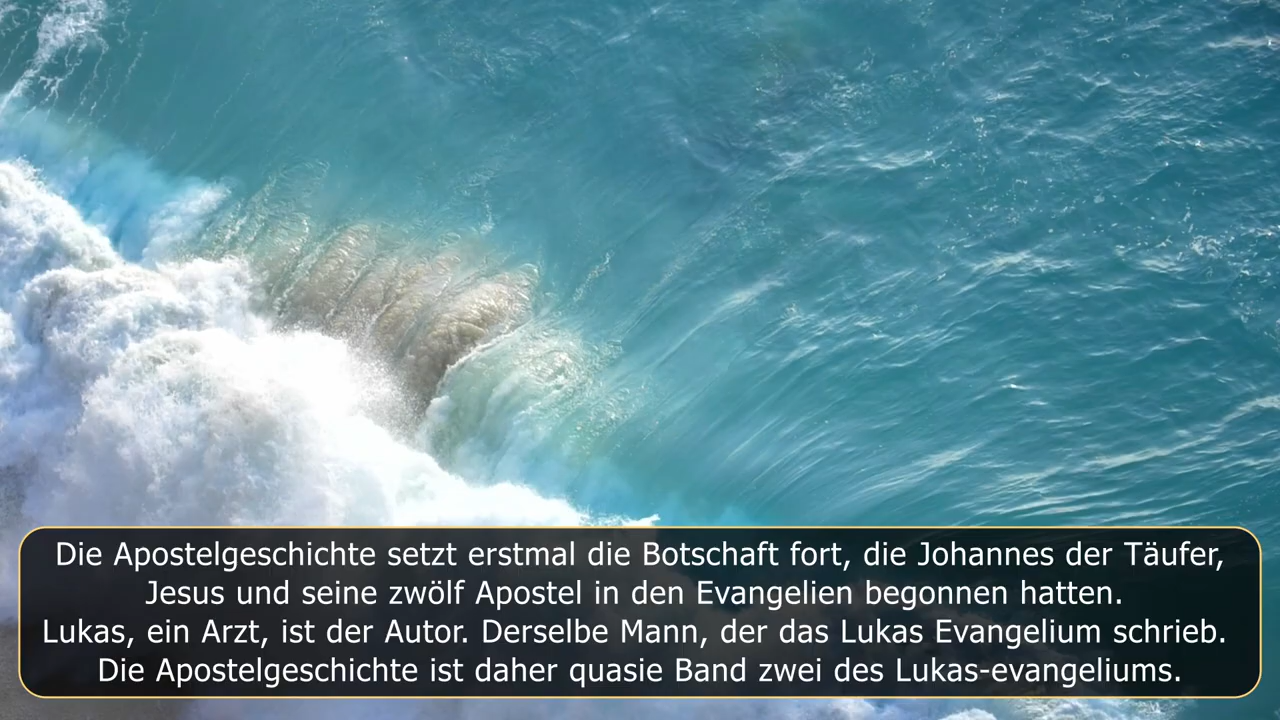 Die Apostelgeschichte setzt erstmal die Botschaft fort, die Johannes der Täufer,
Jesus und seine zwölf Apostel in den Evangelien begonnen hatten.
Lukas, ein Arzt, ist der Autor. Derselbe Mann, der das Lukas Evangelium schrieb.
Die Apostelgeschichte ist daher quasie Band zwei des Lukas-evangeliums.